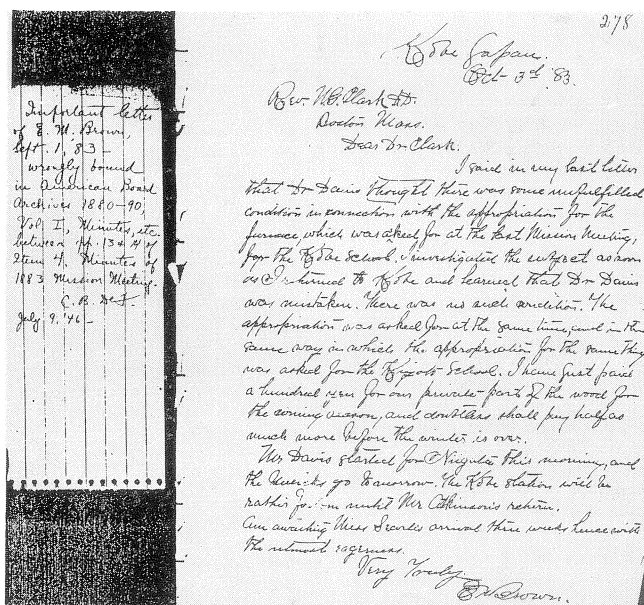 278
Kobe Japan.
Oct 3rd 83.
Rev. N. G. Clark D.D.
Boston Mass.
Dear Dr Clark.
I said in my last letter
that Dr Davis thought there was some unfulfilled
condition in connection with the appropriation for the
furnace, which was asked for at the last Mission Meeting,
for the Kobe School. I investigated the subject as soon
as I returned to Kobe and learned that Dr Davis
was mistaken. There was no such condition. The
appropriation was asked for at the same time, and in the
same way in which the appropriation for the same thing
was asked for the Kioto School. I have just paid
a hundred yen for our private part of the wood for
the coming season, and doubtless shall pay half as
much more before the winter is over.
Mr Davis started for Niigata this morning, and
the go tomorrow. The Kobe station will be
rather until Mr Atkinson's return.
Am awaiting Miss Searle's arrival three weeks hence with
the utmost eagerness.
Very Truly
E. M. Brown.
Important letter
of E. M. Brown,
1, '83 –
wrongly bound
in American Board
Archives 1880–90,
Vol I, Minutes, etc.
between pp. 13 & 14 of
Item 4, Minutes of
1883 Mission Meeting.
July 9, '46 –